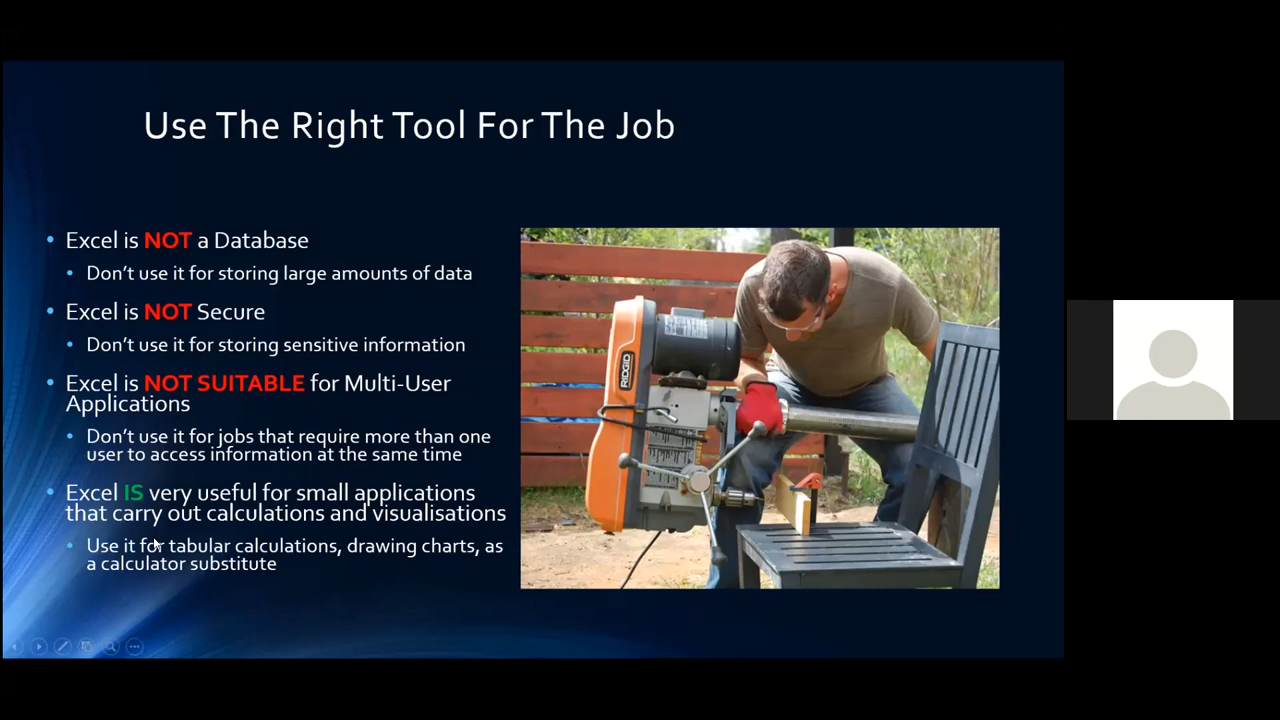 Use The Right Tool For The Job
Excel is NOT a Database
Don't use it for storing large amounts of data
Excel is NOT Secure
Don't use it for storing sensitive information
Excel is NOT SUITABLE for Multi-User
Applications
Don't use it for jobs that require more than one
user to access information at the same time
Excel IS very useful for small applications
that carry out calculations and visualisations
Use it for tabular calculations, drawing charts, as
a calculator substitute
RIDGID